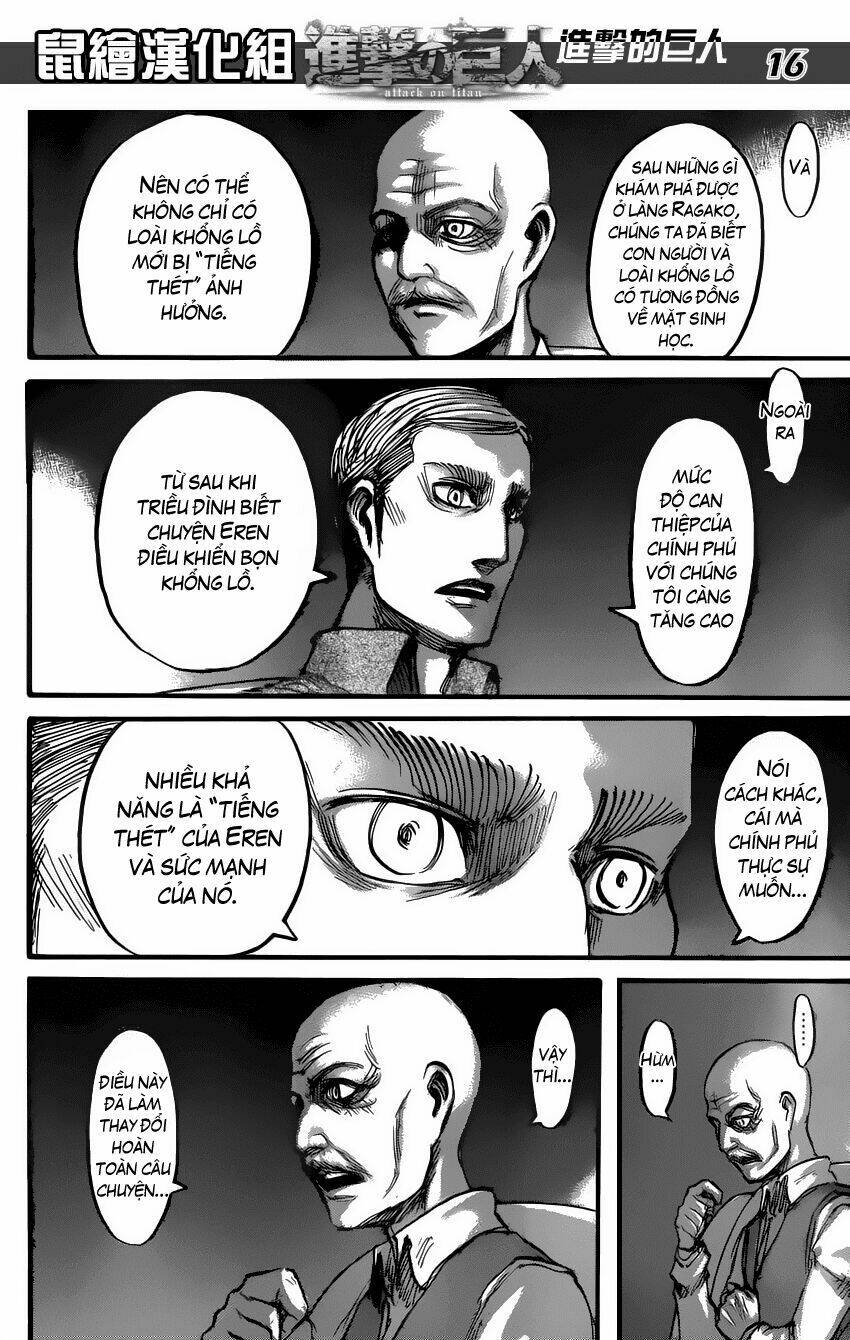 鼠繪漢化組
進撃の巨人
attack on titan
進擊的巨人
16
Và
Sau những gì
khám phá được
ở làng Ragako,
chúng ta đã biết
con người và
loài khổng lồ
có tương đồng
về mặt sinh
học.
Nên có thể
không chỉ có
loài khổng lồ
mới bị “tiếng
thét” ảnh
hưởng.
Ngoài
ra
mức
độ can
thiệp của
chính phủ
với chúng
tôi càng
tăng cao
từ sau khi
triều đình biết
chuyện Eren
điều khiển bọn
khổng lồ.
Nói
cách khác,
cái mà
chính phủ
thực sự
muốn...
Nhiều khả
năng là “tiếng
thét” của Eren
và sức mạnh
của nó.
......
Hừm
...
Vậy
thì...
điều này
đã làm
thay đổi
hoàn
toàn câu
chuyện...